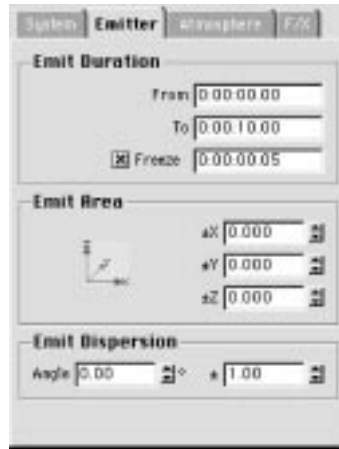 System Emitter Atmosphere F/X
Emit Duration
From 0:00:00.00
To 0:00:10.00
Freeze 0:00:00.05
Emit Area
±X 0.000
±Y 0.000
±Z 0.000
Emit Dispersion
Angle 0.00 ° ± 1.00